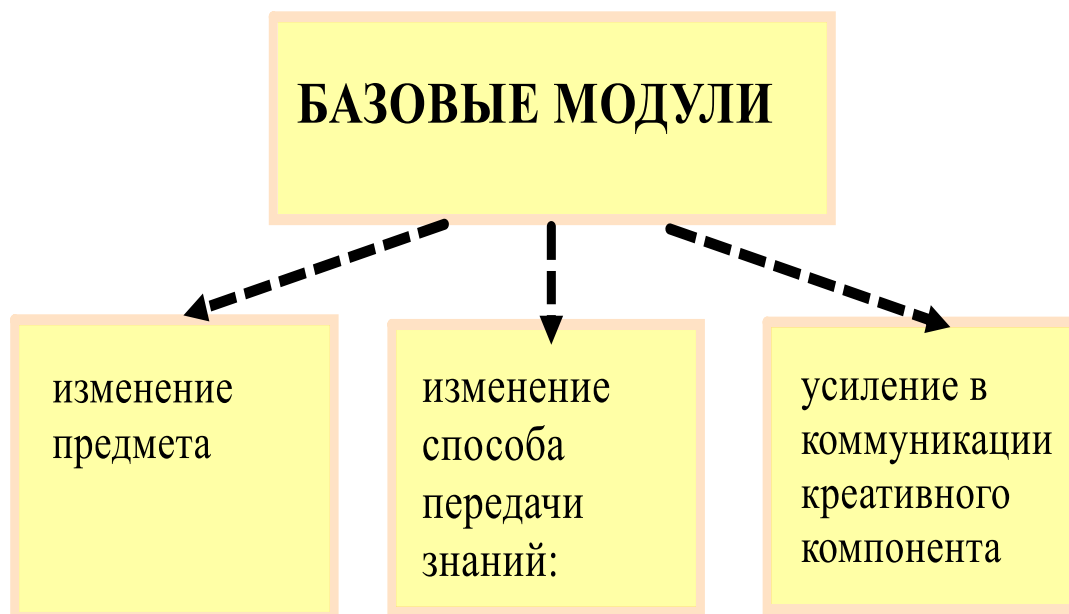 БАЗОВЫЕ МОДУЛИ
изменение
предмета
изменение
способа
передачи
знаний:
усиление в
коммуникации
креативного
компонента